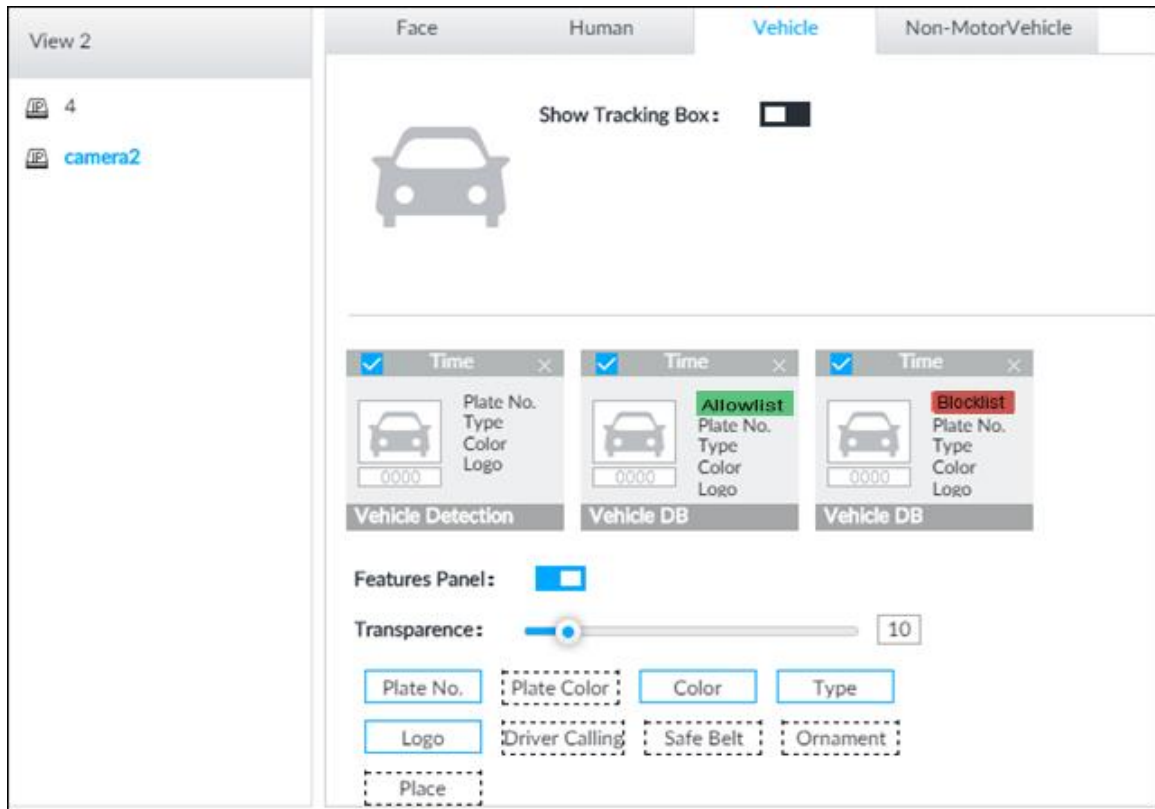 View 2
4
camera2
Face Human Vehicle Non-MotorVehicle
Show Tracking Box:
Time
Plate No.
Type
Color
Logo
0000
Vehicle Detection
Time
Allowlist
Plate No.
Type
Color
Logo
0000
Vehicle DB
Time
Blocklist
Plate No.
Type
Color
Logo
0000
Vehicle DB
Features Panel:
Transparence: 10
Plate No. Plate Color Color Type
Logo Driver Calling Safe Belt Ornament
Place